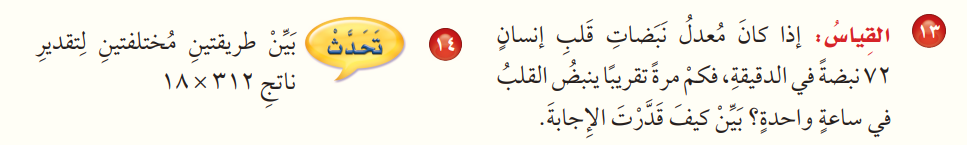 ١٣ القِياسُ: إذا كانَ مُعدلُ نَبَضاتِ قَلبِ إنسانٍ
٧٢ نبضةً في الدقيقةِ، فكمْ مرةً تقريبًا ينبضُ القلبُ
في ساعةٍ واحدةٍ؟ بَيِّنْ كيفَ قَدَّرْتَ الإجابةَ.
١٤ تَحَدَّثْ بَيِّنْ طريقتينِ مُختلفتينِ لِتقديرِ
ناتجِ ٣١٢ × ١٨